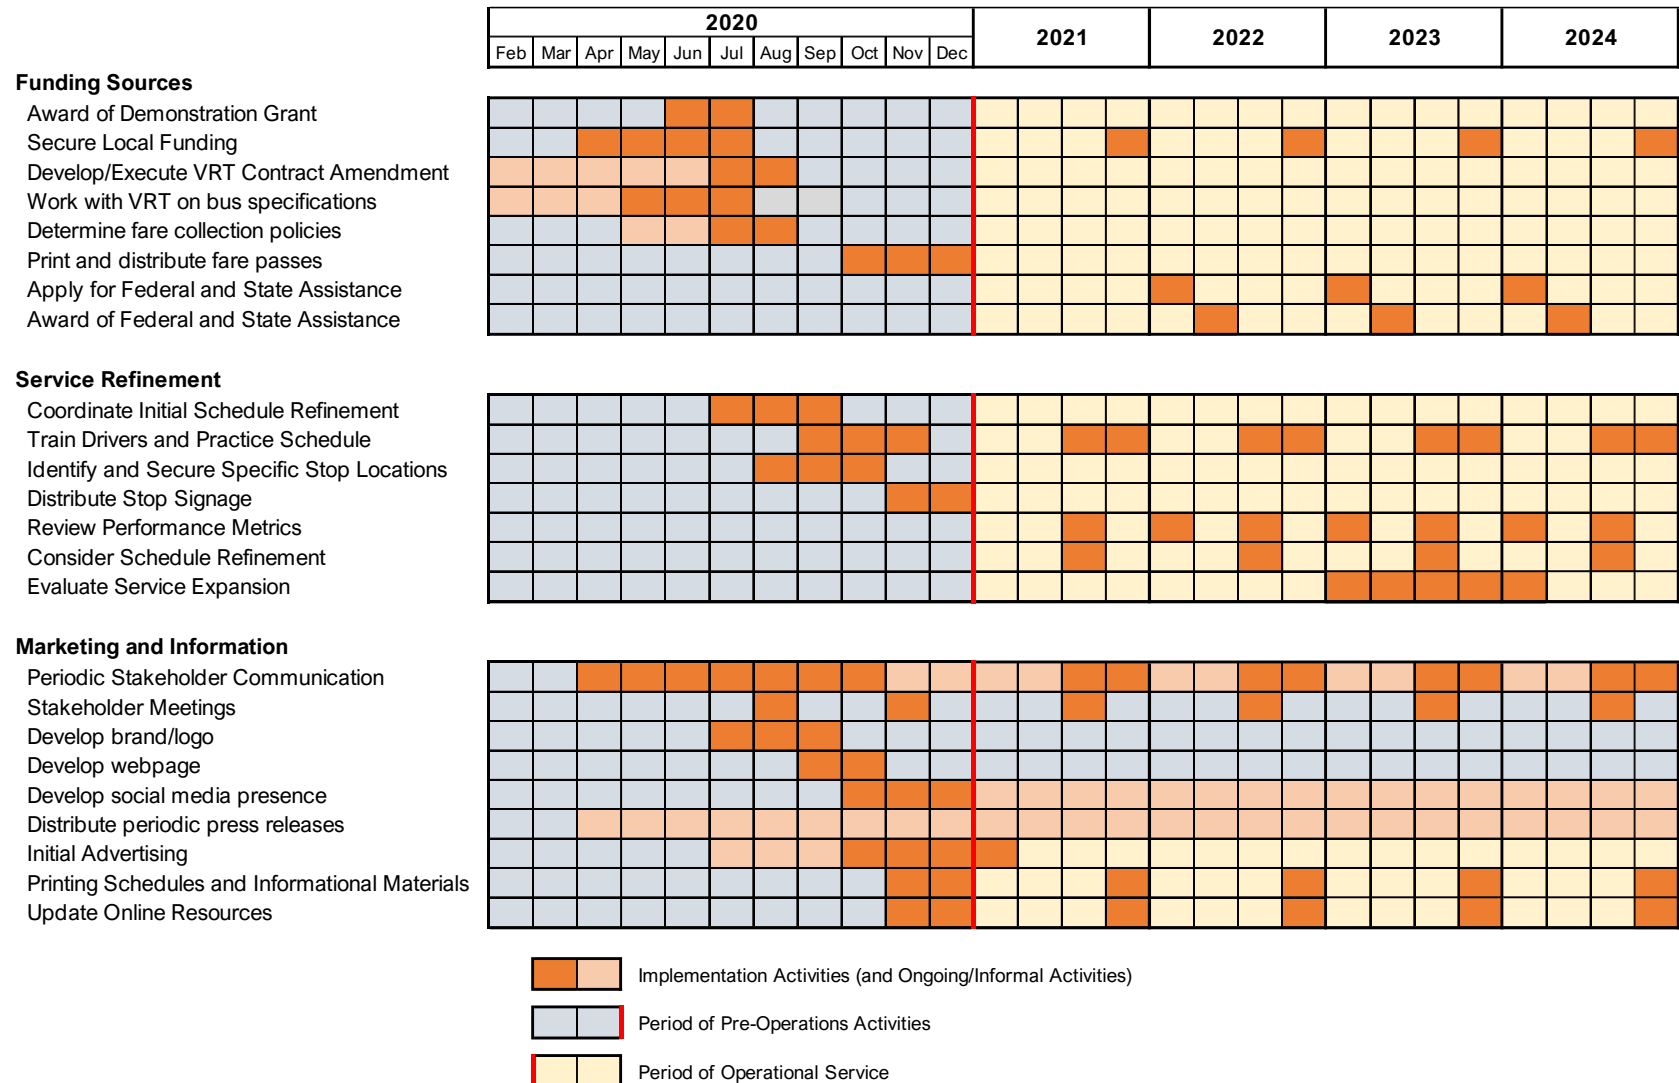 2020
2021
2022
2023
2024
Feb Mar Apr May Jun Jul Aug Sep Oct Nov Dec
Funding Sources
Award of Demonstration Grant
Secure Local Funding
Develop/Execute VRT Contract Amendment
Work with VRT on bus specifications
Determine fare collection policies
Print and distribute fare passes
Apply for Federal and State Assistance
Award of Federal and State Assistance
Service Refinement
Coordinate Initial Schedule Refinement
Train Drivers and Practice Schedule
Identify and Secure Specific Stop Locations
Distribute Stop Signage
Review Performance Metrics
Consider Schedule Refinement
Evaluate Service Expansion
Marketing and Information
Periodic Stakeholder Communication
Stakeholder Meetings
Develop brand/logo
Develop webpage
Develop social media presence
Distribute periodic press releases
Initial Advertising
Printing Schedules and Informational Materials
Update Online Resources
Implementation Activities (and Ongoing/Informal Activities)
Period of Pre-Operations Activities
Period of Operational Service